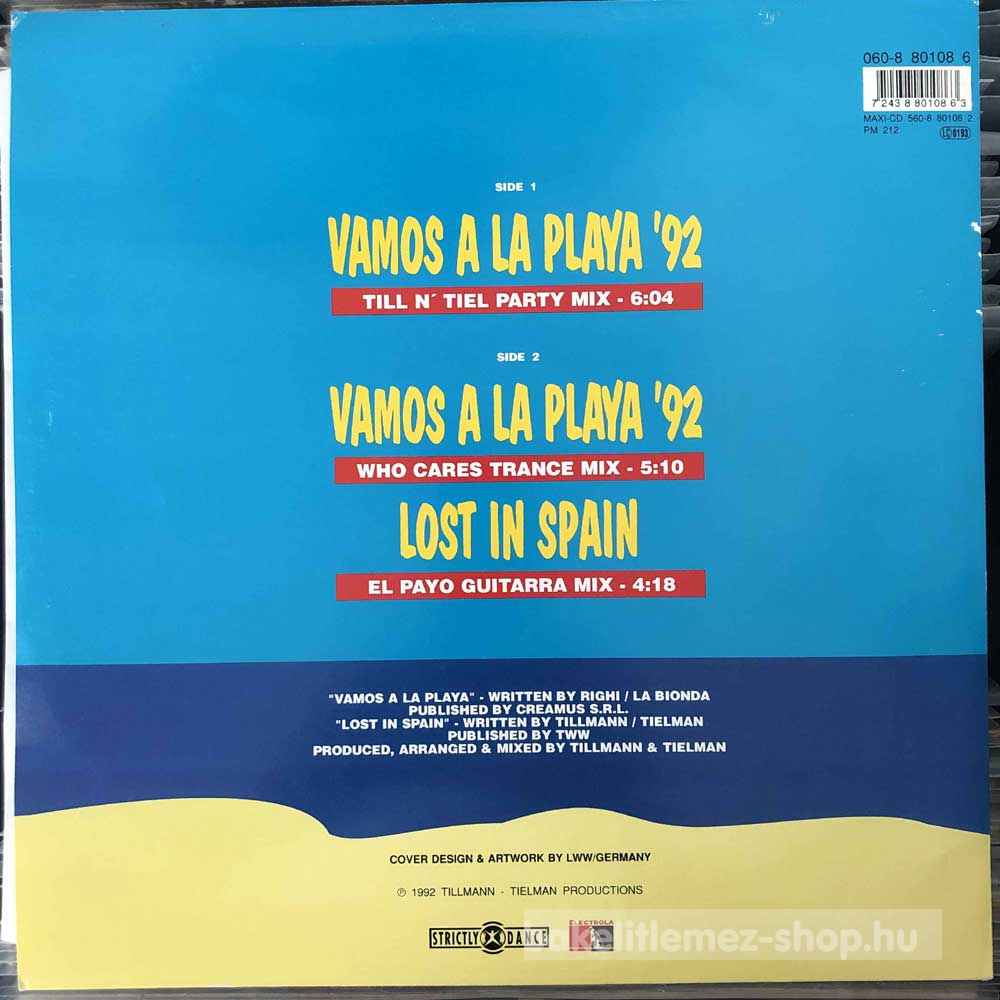 060-8 80108 6
7243 8 80108 6 3
MAXI-CD 560-8 80108 2
PM 212
LC 0193
SIDE 1
VAMOS A LA PLAYA '92
TILL N´ TIEL PARTY MIX - 6:04
SIDE 2
VAMOS A LA PLAYA '92
WHO CARES TRANCE MIX - 5:10
LOST IN SPAIN
EL PAYO GUITARRA MIX - 4:18
"VAMOS A LA PLAYA" - WRITTEN BY RIGHI / LA BIONDA
PUBLISHED BY CREAMUS S.R.L.
"LOST IN SPAIN" - WRITTEN BY TILLMANN / TIELMAN
PUBLISHED BY TWW
PRODUCED, ARRANGED & MIXED BY TILLMANN & TIELMAN
COVER DESIGN & ARTWORK BY LWW/GERMANY
℗ 1992 TILLMANN - TIELMAN PRODUCTIONS
STRICTLY DANCE
ELECTROLA
bakelitlemez-shop.hu